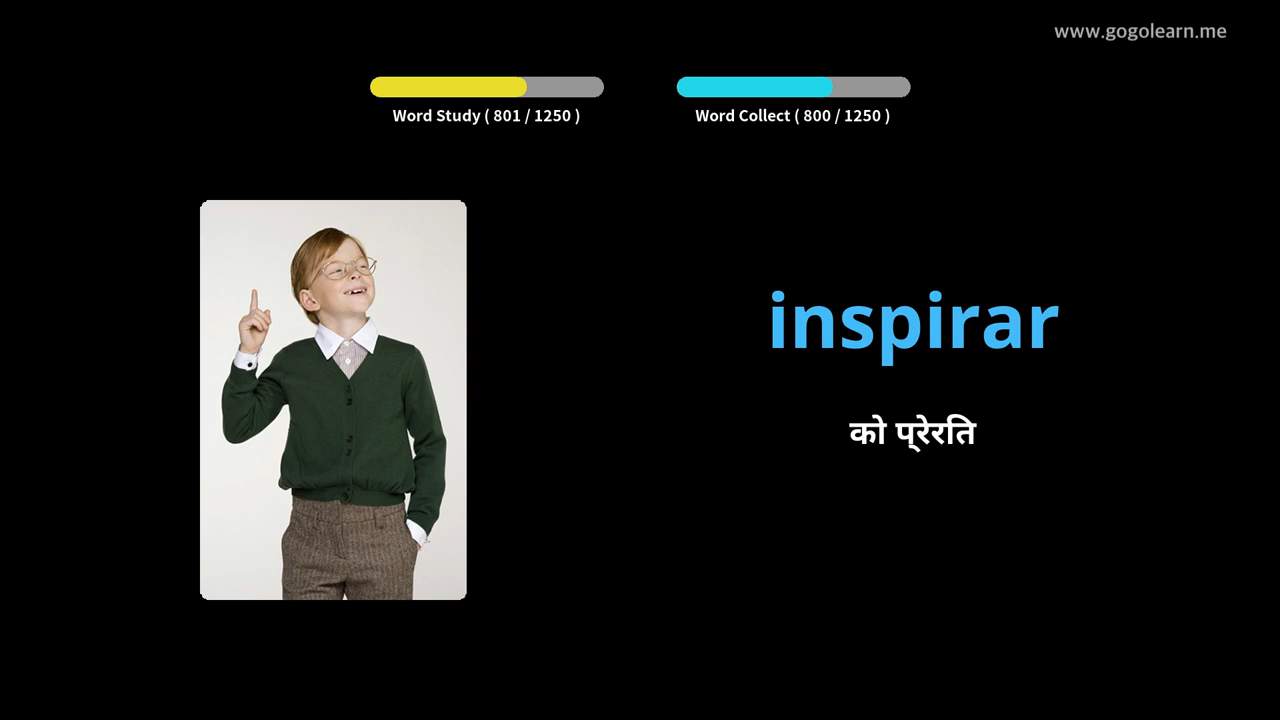 www.gogolearn.me
Word Study ( 801 / 1250 )
Word Collect ( 800 / 1250 )
inspirar
को प्‌रेरति